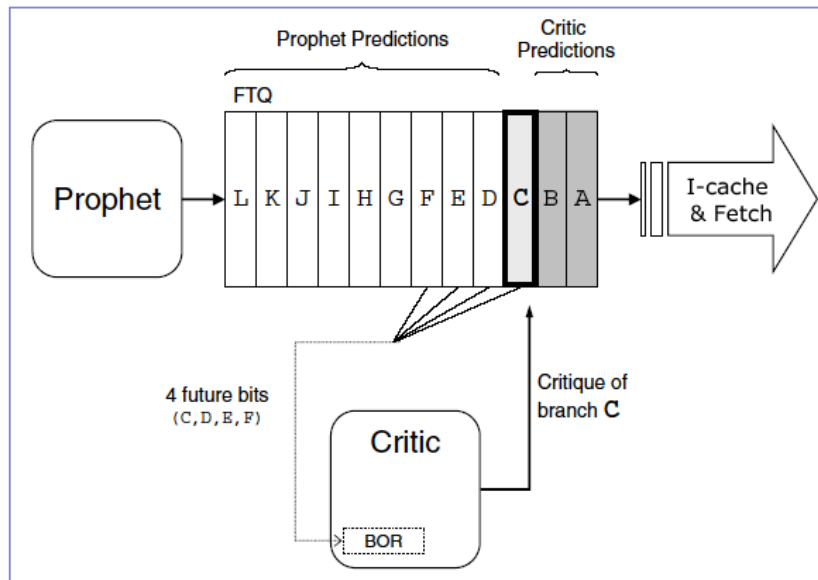 Prophet Predictions
Critic
Predictions
FTQ
Prophet
L K J I H G F E D C B A
I-cache
& Fetch
4 future bits
(C,D,E,F)
Critique of
branch C
Critic
BOR